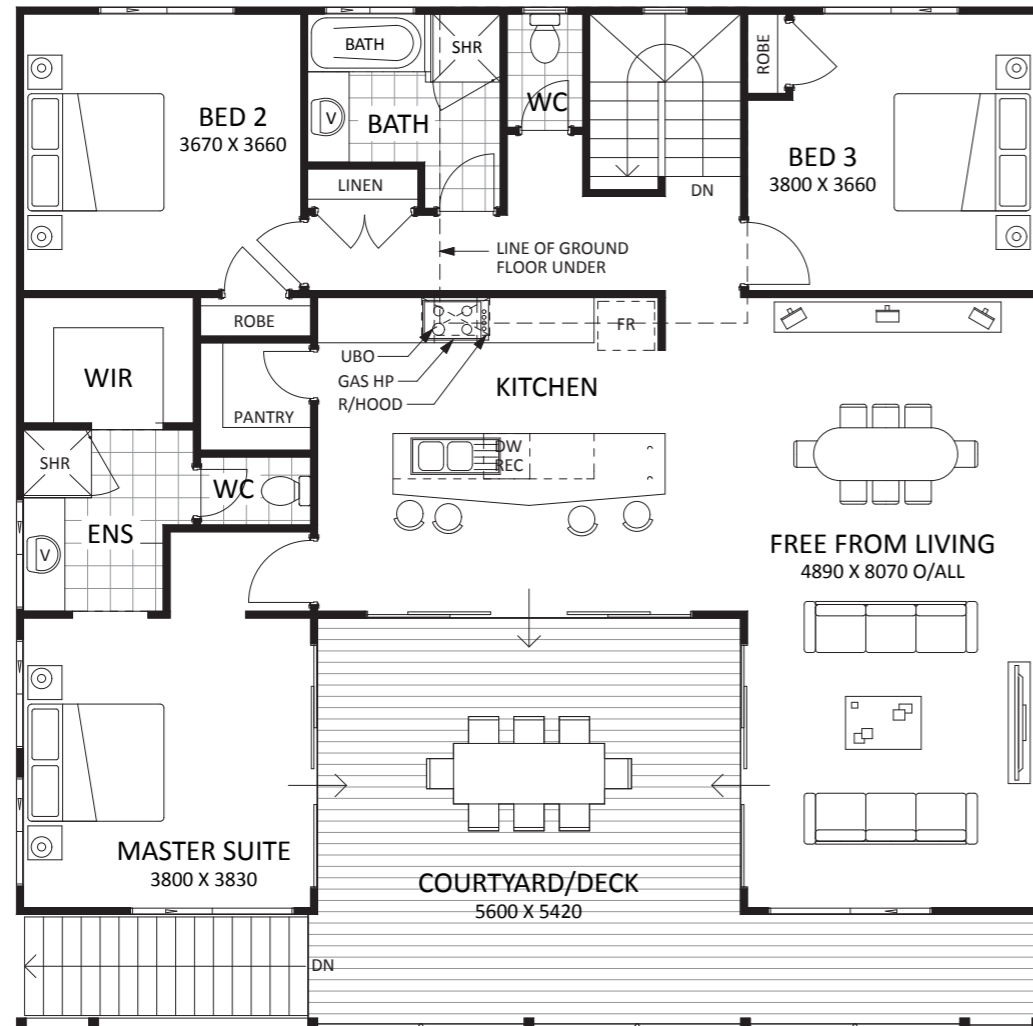 BATH
SHR
ROBE
WC
BED 2
3670 X 3660
V
BATH
BED 3
3800 X 3660
LINEN
DN
LINE OF GROUND
FLOOR UNDER
ROBE
FR
UBO
GAS HP
R/HOOD
WIR
KITCHEN
PANTRY
DW
REC
SHR
WC
ENS
V
FREE FROM LIVING
4890 X 8070 O/ALL
MASTER SUITE
3800 X 3830
COURTYARD/DECK
5600 X 5420
DN